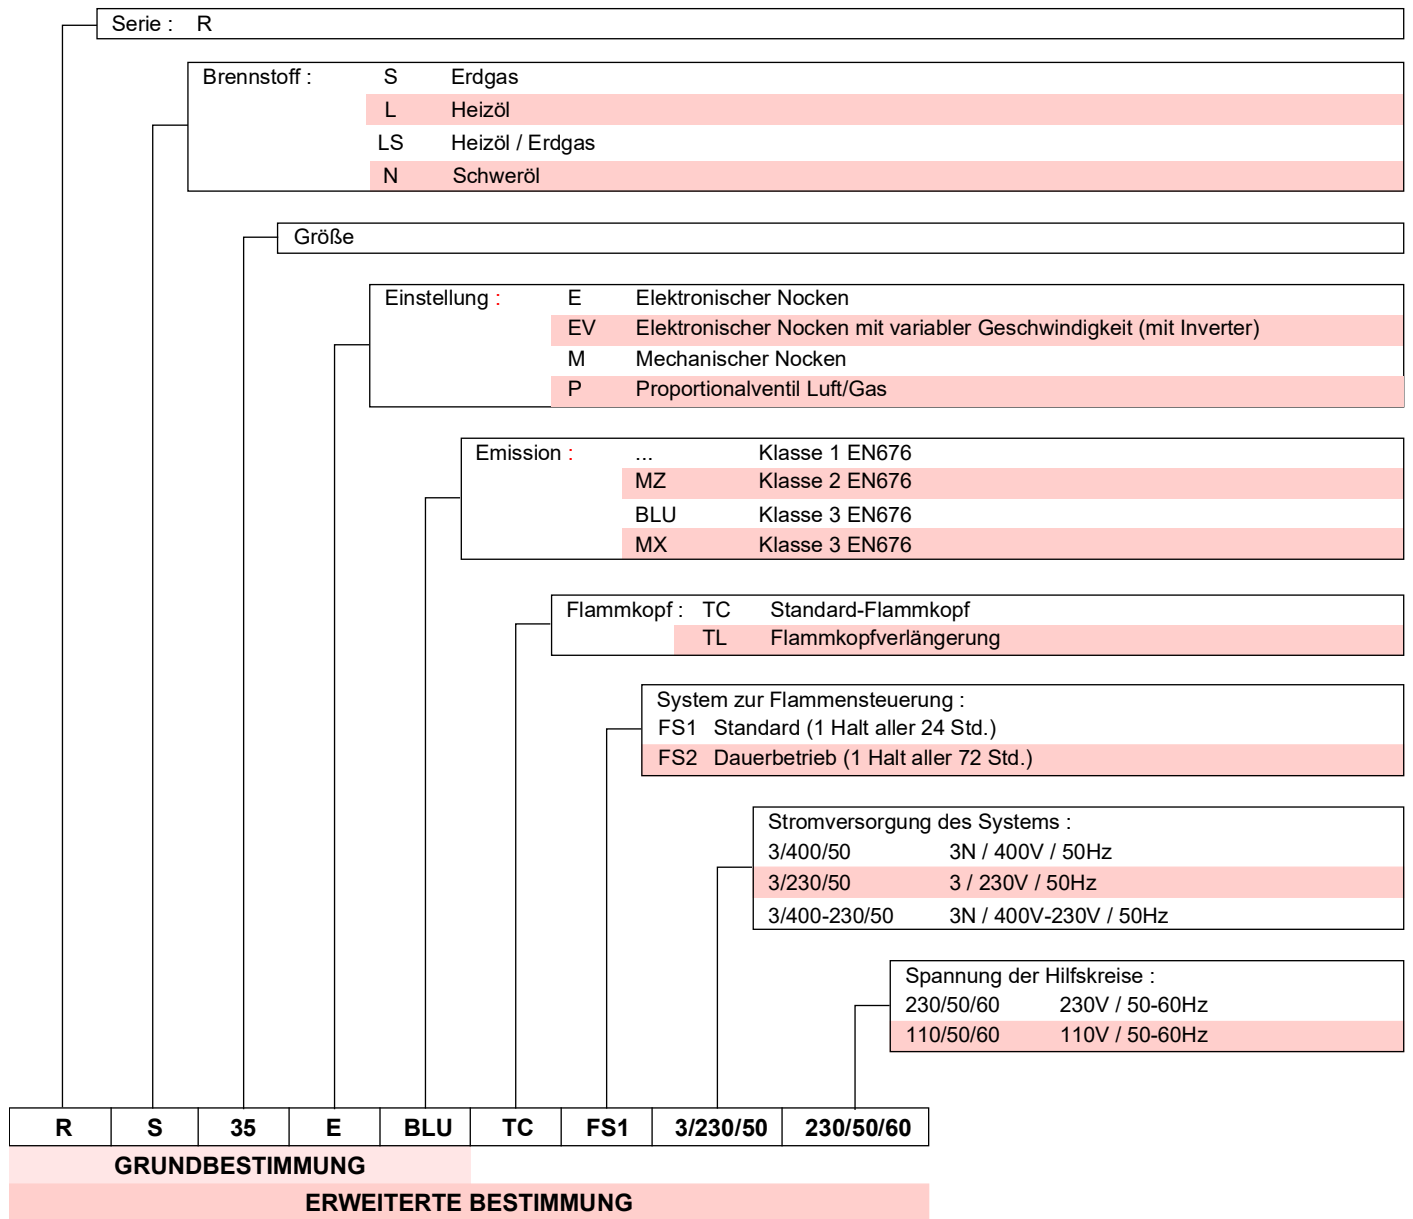 Serie : R
Brennstoff : S Erdgas
L Heizöl
LS Heizöl / Erdgas
N Schweröl
Größe
Einstellung : E Elektronischer Nocken
EV Elektronischer Nocken mit variabler Geschwindigkeit (mit Inverter)
M Mechanischer Nocken
P Proportionalventil Luft/Gas
Emission : ... Klasse 1 EN676
MZ Klasse 2 EN676
BLU Klasse 3 EN676
MX Klasse 3 EN676
Flammkopf : TC Standard-Flammkopf
TL Flammkopfverlängerung
System zur Flammensteuerung :
FS1 Standard (1 Halt aller 24 Std.)
FS2 Dauerbetrieb (1 Halt aller 72 Std.)
Stromversorgung des Systems :
3/400/50 3N / 400V / 50Hz
3/230/50 3 / 230V / 50Hz
3/400-230/50 3N / 400V-230V / 50Hz
Spannung der Hilfskreise :
230/50/60 230V / 50-60Hz
110/50/60 110V / 50-60Hz
R S 35 E BLU TC FS1 3/230/50 230/50/60
GRUNDBESTIMMUNG
ERWEITERTE BESTIMMUNG